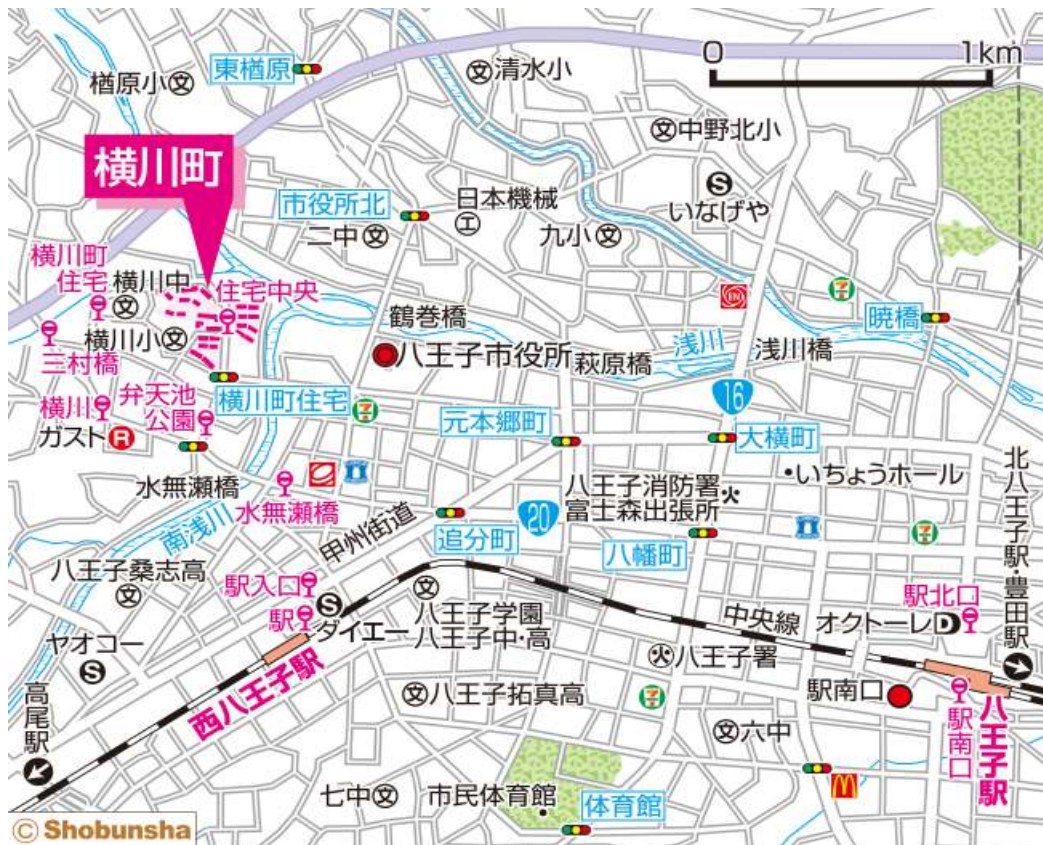 東楢原
清水小
0 1km
楢原小
中野北小
横川町
いなげや
市役所北
日本機械
二中
九小
横川町
住宅
横川中
住宅中央
鶴巻橋
暁橋
横川小
三村橋
八王子市役所
萩原橋
浅川
浅川橋
16
横川町住宅
弁天池
公園
横川
元本郷町
大横町
ガスト
いちょうホール
水無瀬橋
水無瀬橋
八王子消防署
富士森出張所
20
南浅川
甲州街道
追分町
八幡町
北八王子駅・豊田駅
八王子桑志高
駅入口
駅
ダイエー
八王子学園
八王子中・高
中央線
オクトーレ
駅北口
ヤオコー
西八王子駅
八王子署
八王子拓真高
駅南口
駅南口
八王子駅
高尾駅
六中
七中
市民体育館
体育館
© Shobunsha